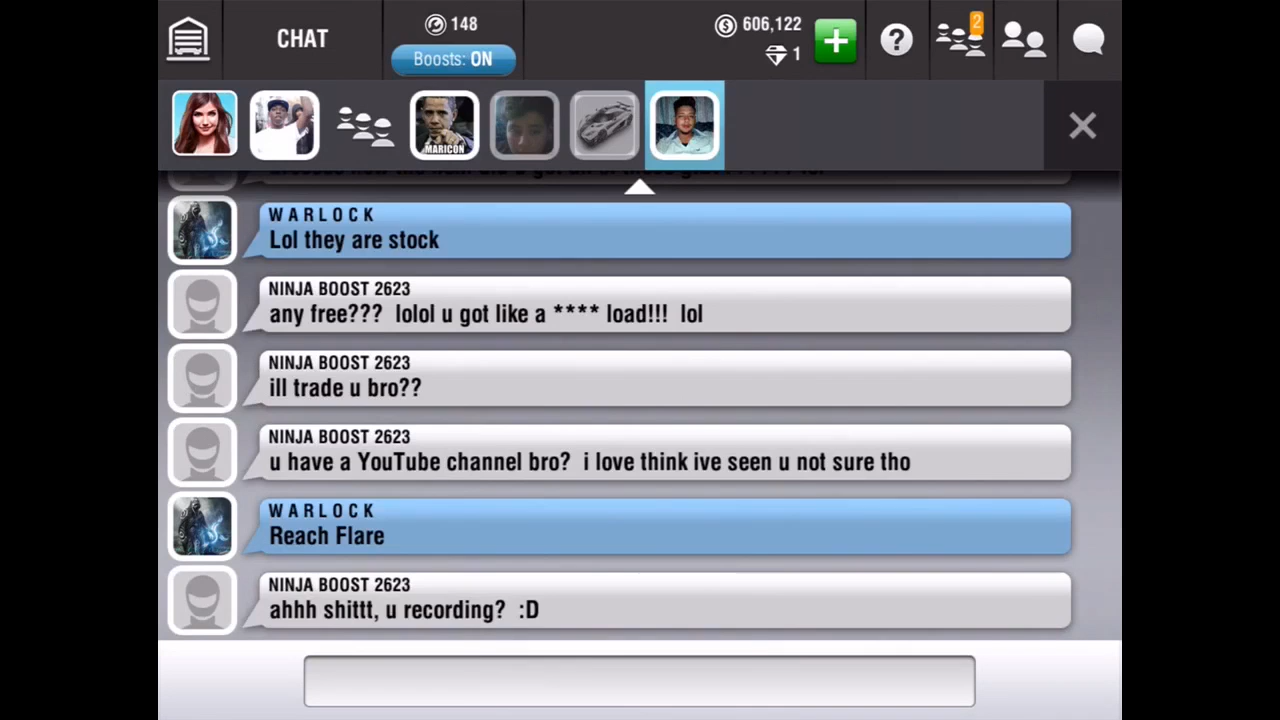 CHAT
148
Boosts: ON
606,122
1
2
MARICON
W A R L O C K
Lol they are stock
NINJA BOOST 2623
any free??? lolol u got like a **** load!!! lol
NINJA BOOST 2623
ill trade u bro??
NINJA BOOST 2623
u have a YouTube channel bro? i love think ive seen u not sure tho
W A R L O C K
Reach Flare
NINJA BOOST 2623
ahhh shittt, u recording? :D